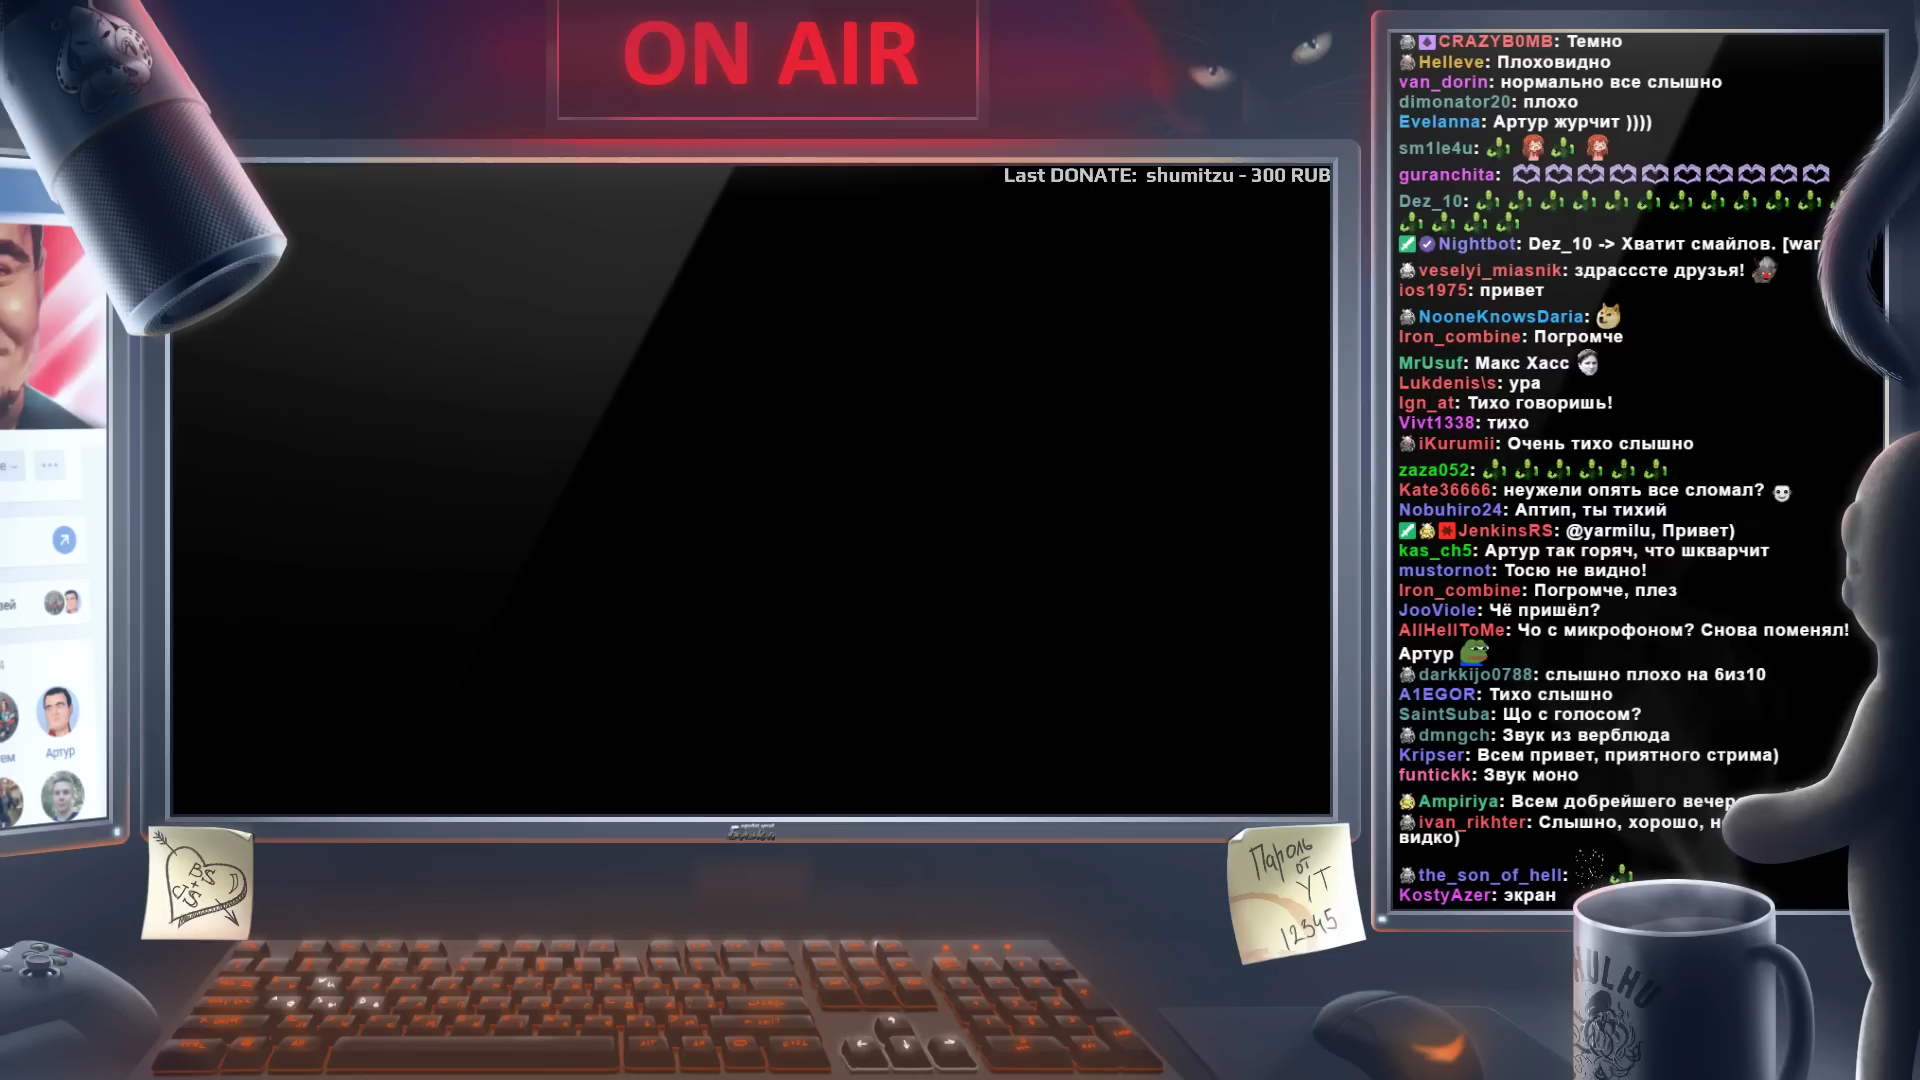 ON AIR
Last DONATE: shumitzu - 300 RUB
CRAZYB0MB: Темно
Helleve: Плоховидно
van_dorin: нормально все слышно
dimonator20: плохо
Evelanna: Артур журчит ))))
sm1le4u:
guranchita:
Dez_10:
Nightbot: Dez_10 -> Хватит смайлов. [war
veselyi_miasnik: здрасссте друзья!
ios1975: привет
NooneKnowsDaria:
Iron_combine: Погромче
MrUsuf: Макс Хасс
Lukdenis\s: ура
Ign_at: Тихо говоришь!
Vivt1338: тихо
iKurumii: Очень тихо слышно
zaza052:
Kate36666: неужели опять все сломал?
Nobuhiro24: Аптип, ты тихий
JenkinsRS: @yarmilu, Привет)
kas_ch5: Артур так горяч, что шкварчит
mustornot: Тосю не видно!
Iron_combine: Погромче, плез
JooViole: Чё пришёл?
AllHellToMe: Чо с микрофоном? Снова поменял!
Артур
darkkijo0788: слышно плохо на 6из10
A1EGOR: Тихо слышно
SaintSuba: Що с голосом?
dmngch: Звук из верблюда
Kripser: Всем привет, приятного стрима)
funtickk: Звук моно
Ampiriya: Всем добрейшего вечер
ivan_rikhter: Слышно, хорошо, н
видко)
the_son_of_hell:
KostyAzer: экран
Артур
Пароль
от
YT
12345